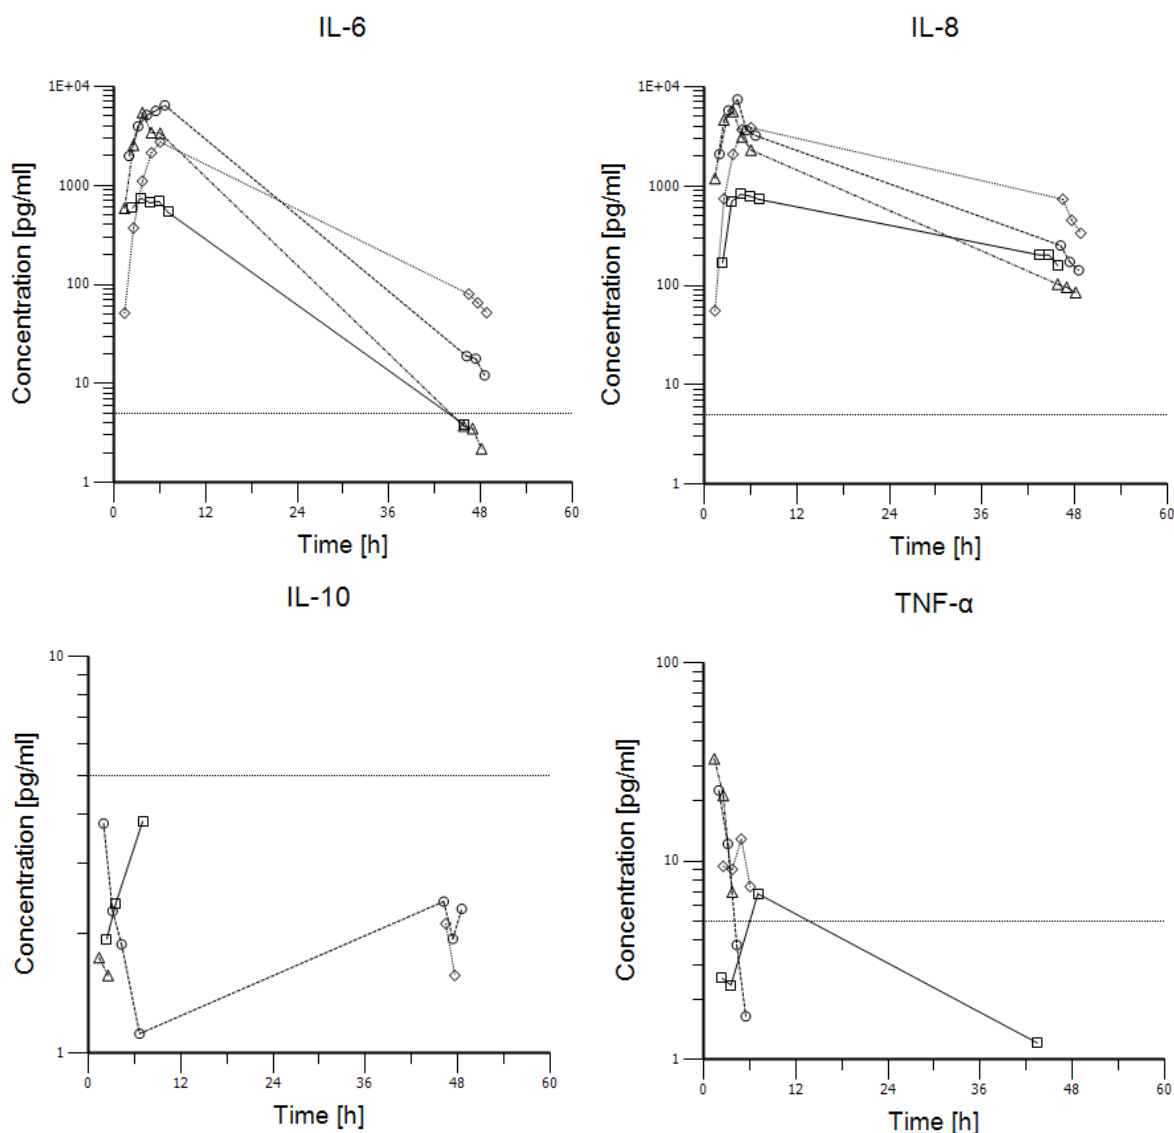 IL-6
Concentration [pg/ml]
1E+04
1000
100
10
1
0 12 24 36 48 60
Time [h]
IL-8
Concentration [pg/ml]
1E+04
1000
100
10
1
0 12 24 36 48 60
Time [h]
IL-10
Concentration [pg/ml]
10
1
0 12 24 36 48 60
Time [h]
TNF-α
Concentration [pg/ml]
100
10
1
0 12 24 36 48 60
Time [h]